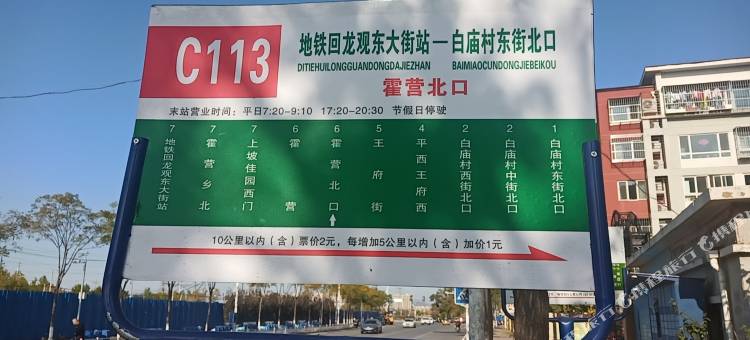 C113
地铁回龙观东大街站—白庙村东街北口
DITIEHUILONGGUANDONGDAJIEZHAN BAIMIAOCUNDONGJIEBEIKOU
霍营北口
末站营业时间：平日7:20-9:10 17:20-20:30 节假日停驶
7 7 7 6 6 5 4 2 2 1
地铁回龙观东大街站
霍营乡北
上坡佳园西门
霍营
霍营北口
王府街
平西王府西
白庙村西街北口
白庙村中街北口
白庙村东街北口
10公里以内（含）票价2元，每增加5公里以内（含）加价1元